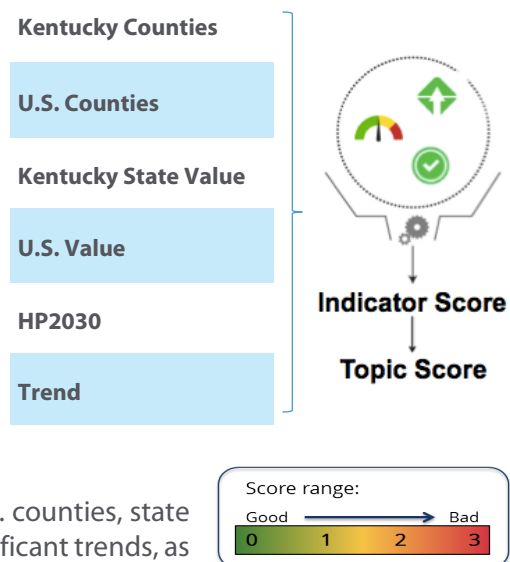 Kentucky Counties
U.S. Counties
Kentucky State Value
U.S. Value
HP2030
Trend
Indicator Score
Topic Score
. counties, state
ficant trends, as
Score range:
Good Bad
0 1 2 3